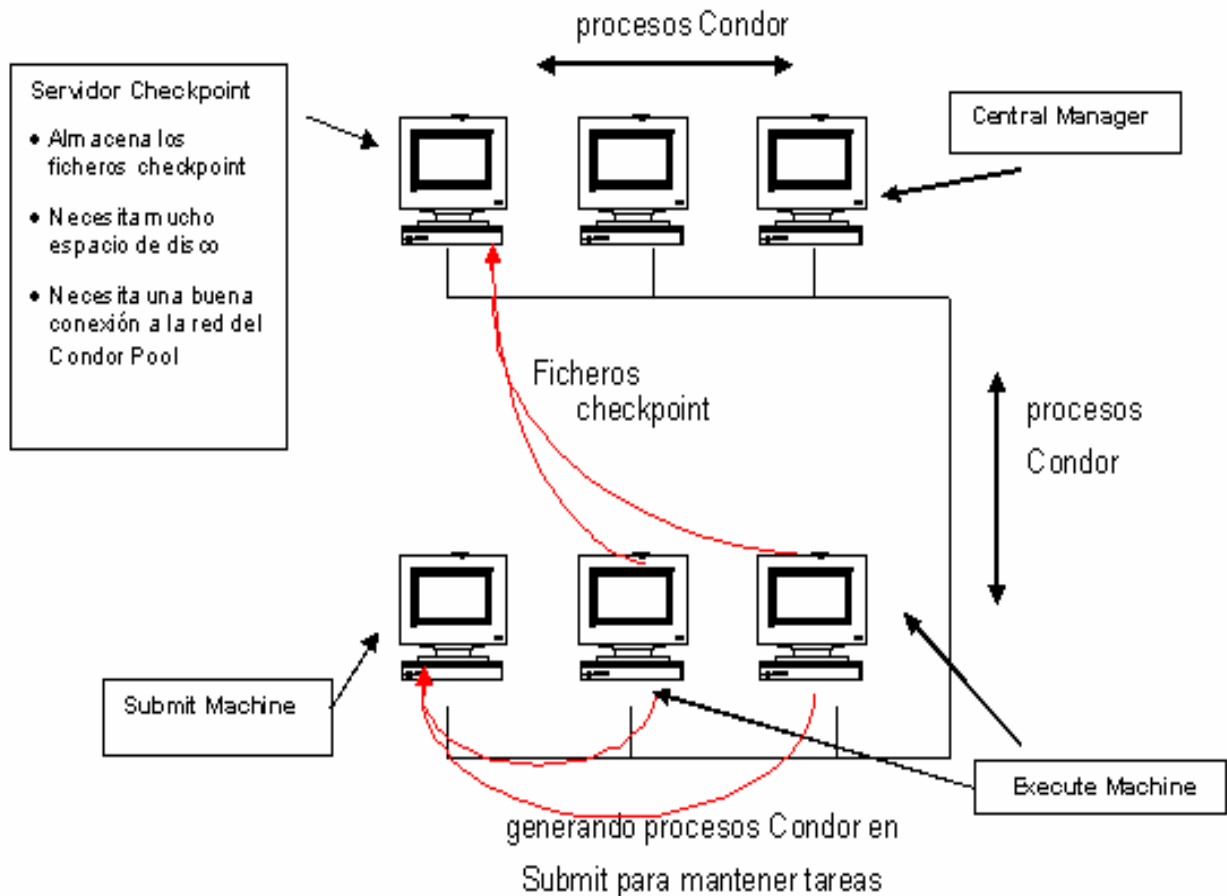 procesos Condor
Servidor Checkpoint
• Almacena los
ficheros checkpoint
• Necesita mucho
espacio de disco
• Necesita una buena
conexión a la red del
Condor Pool
Central Manager
Ficheros
checkpoint
procesos
Condor
Submit Machine
Execute Machine
generando procesos Condor en
Submit para mantener tareas